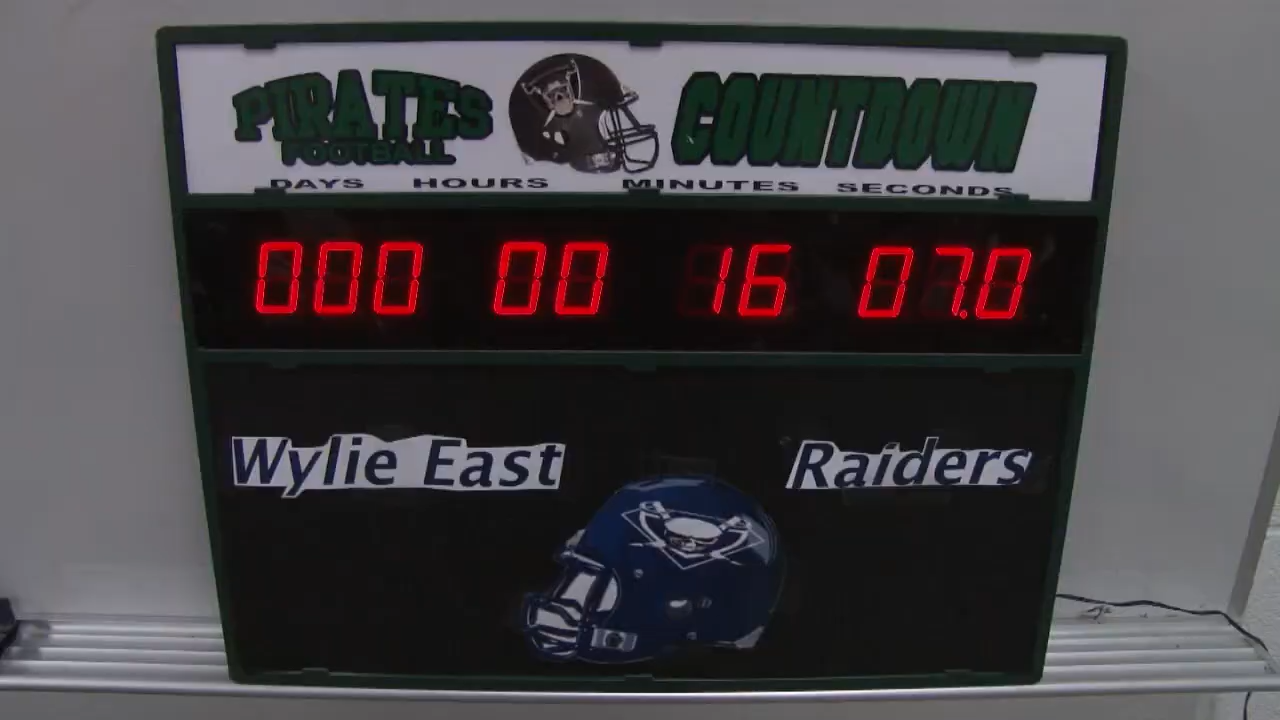 PIRATES COUNTDOWN
FOOTBALL
DAYS HOURS MINUTES SECONDS
000 00 16 07.0
Wylie East Raiders